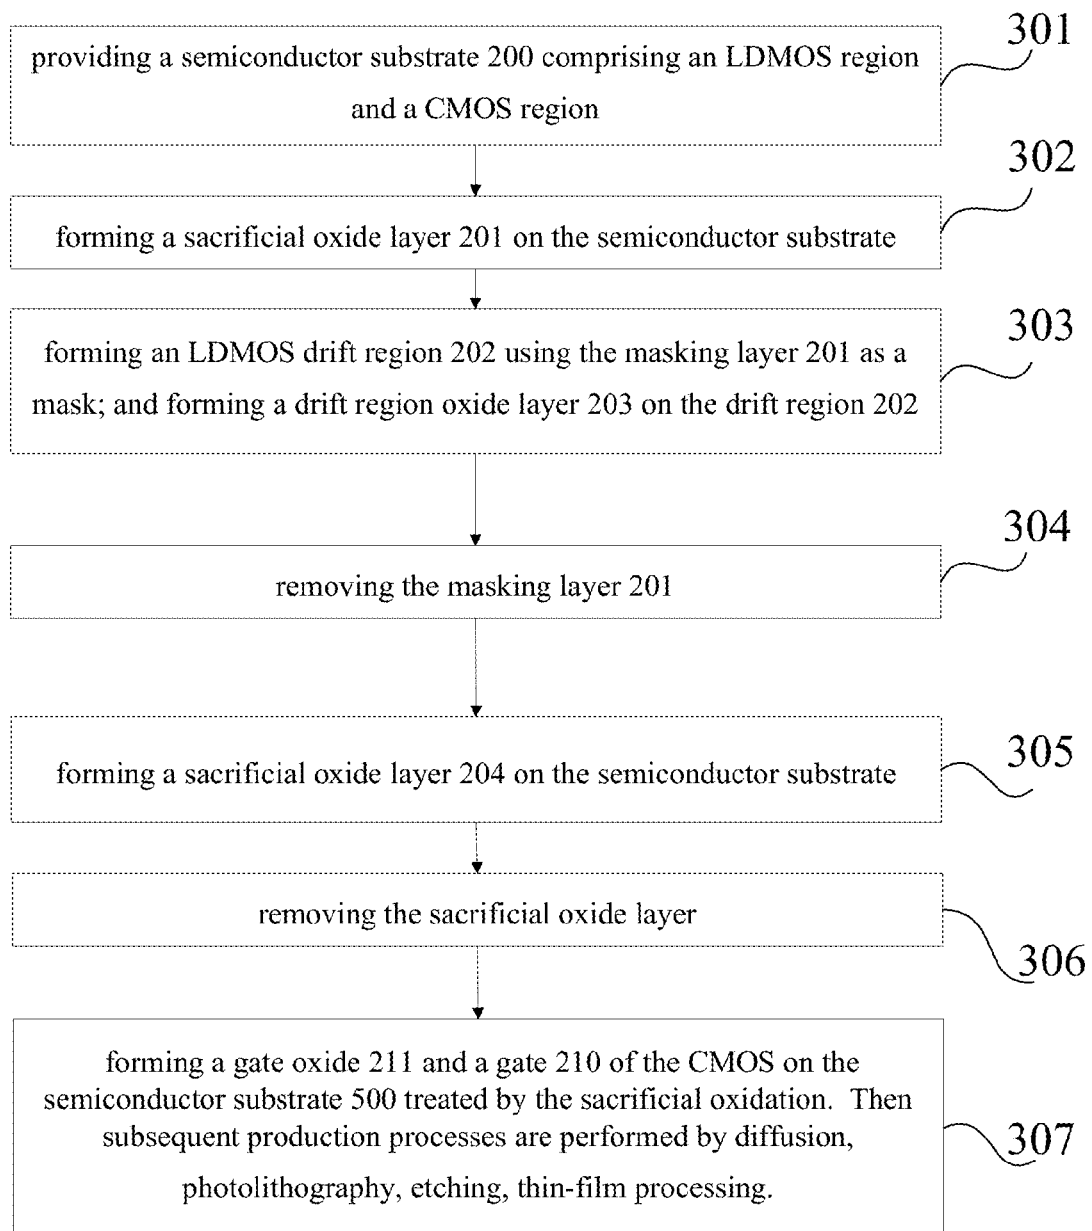 providing a semiconductor substrate 200 comprising an LDMOS region
and a CMOS region
301
302
forming a sacrificial oxide layer 201 on the semiconductor substrate
303
forming an LDMOS drift region 202 using the masking layer 201 as a
mask; and forming a drift region oxide layer 203 on the drift region 202
304
removing the masking layer 201
305
forming a sacrificial oxide layer 204 on the semiconductor substrate
removing the sacrificial oxide layer
306
forming a gate oxide 211 and a gate 210 of the CMOS on the
semiconductor substrate 500 treated by the sacrificial oxidation. Then
subsequent production processes are performed by diffusion,
photolithography, etching, thin-film processing.
307